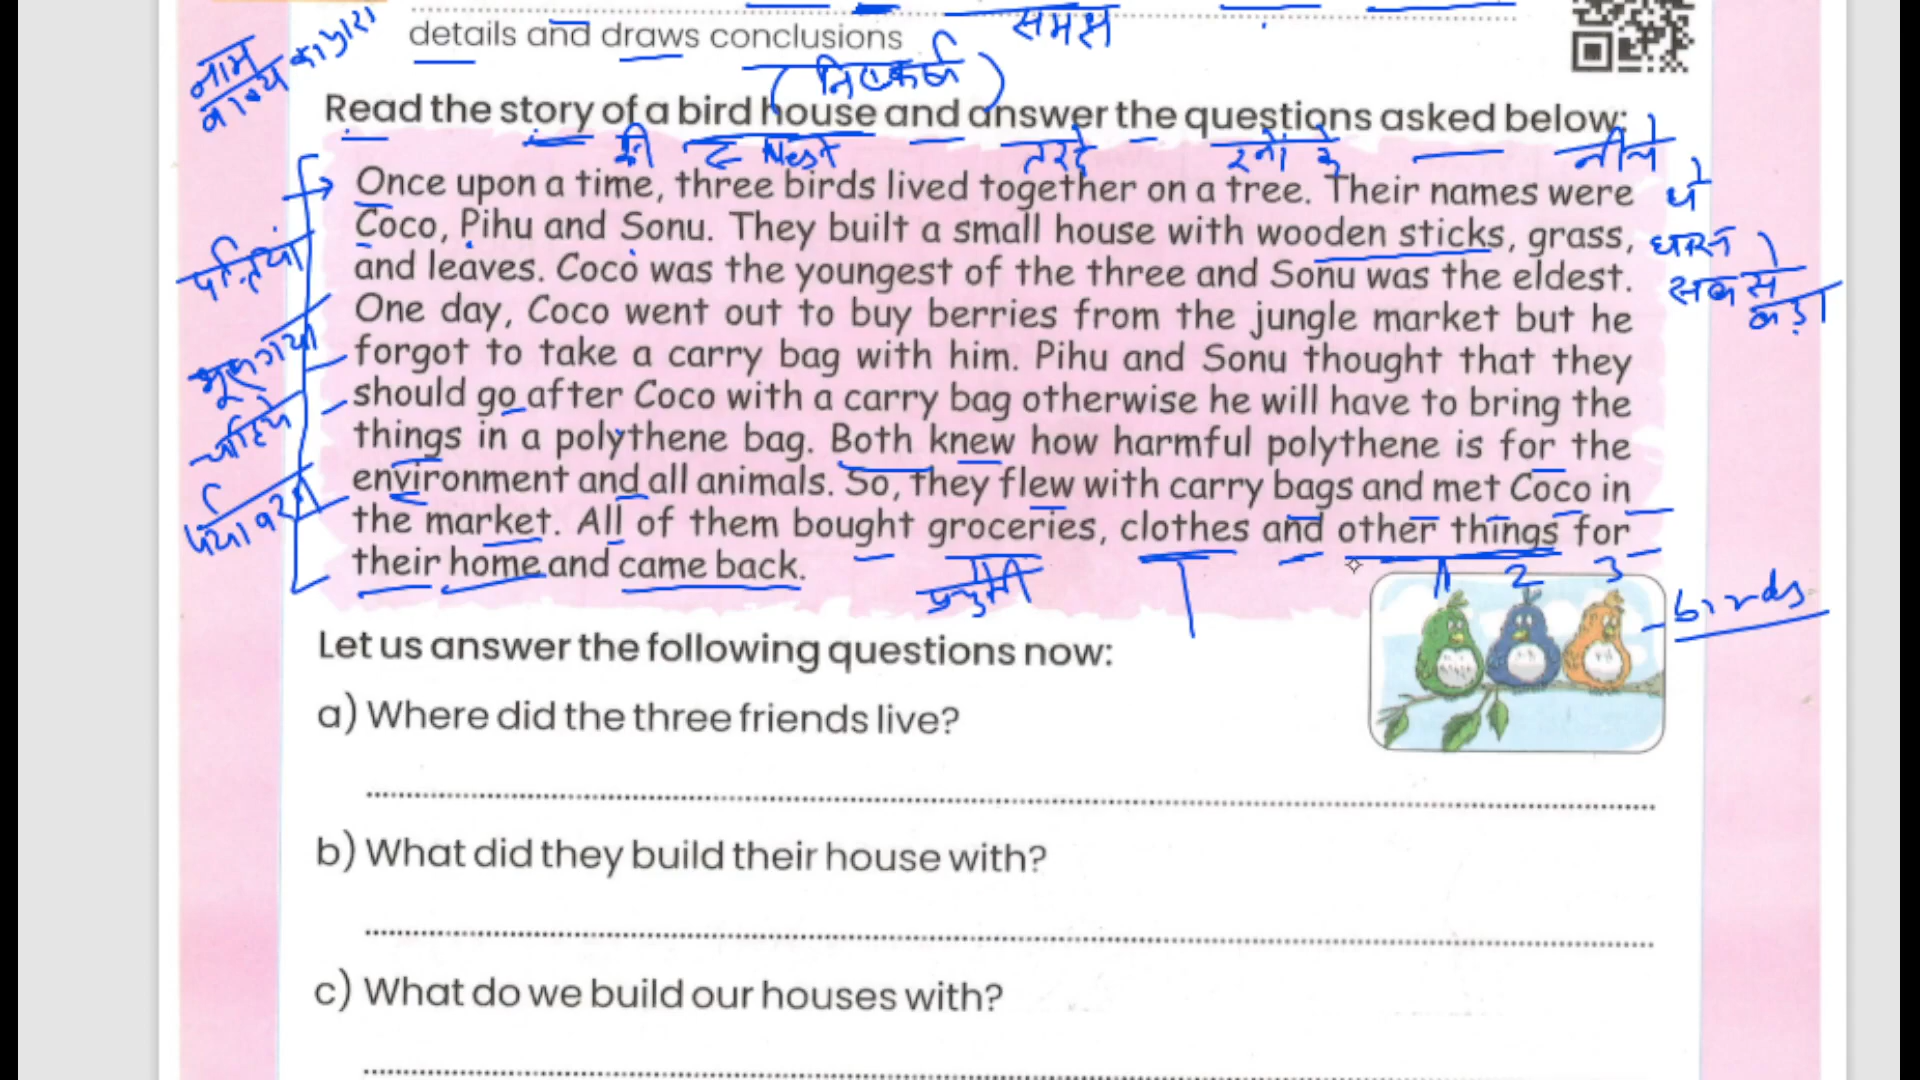 details and draws conclusions
समझ
नाम
वाच्य
(निष्कर्ष)
Read the story of a bird house and answer the questions asked below:
की
Nest
नीचे
Once upon a time, three birds lived together on a tree. Their names were
थे
Coco, Pihu and Sonu. They built a small house with wooden sticks, grass,
घास
पत्तियां
and leaves. Coco was the youngest of the three and Sonu was the eldest.
सबसे
बड़ा
One day, Coco went out to buy berries from the jungle market but he
भूल गया
forgot to take a carry bag with him. Pihu and Sonu thought that they
चाहिये
should go after Coco with a carry bag otherwise he will have to bring the
things in a polythene bag. Both knew how harmful polythene is for the
environment and all animals. So, they flew with carry bags and met Coco in
पर्यावरण
the market. All of them bought groceries, clothes and other things for
their home and came back.
1 2 3
birds
Let us answer the following questions now:
a) Where did the three friends live?
b) What did they build their house with?
c) What do we build our houses with?